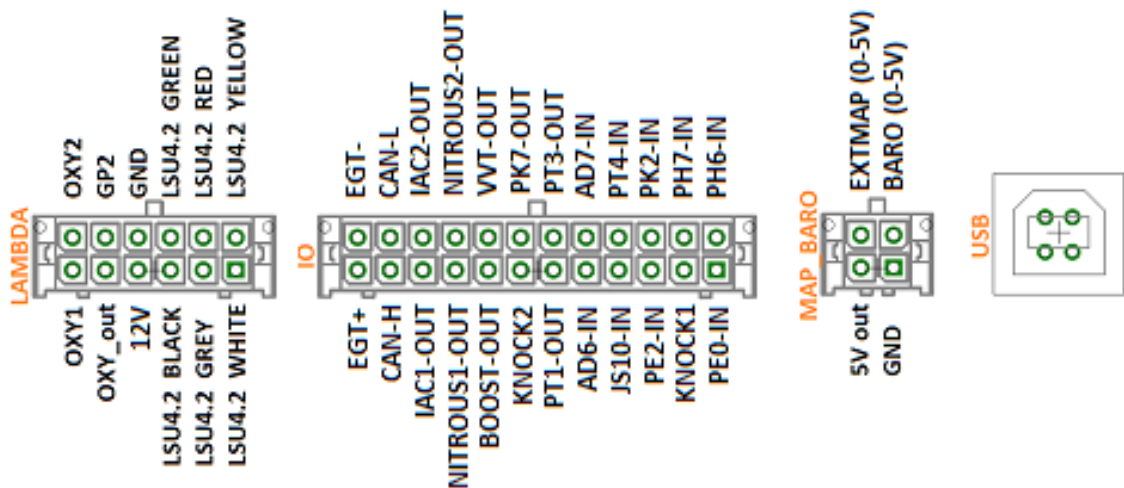 LAMBDA
OXY2
GP2
GND
LSU4.2 GREEN
LSU4.2 RED
LSU4.2 YELLOW
OXY1
OXY_out
12V
LSU4.2 BLACK
LSU4.2 GREY
LSU4.2 WHITE
IO
EGT-
CAN-L
IAC2-OUT
NITROUS2-OUT
VVT-OUT
PK7-OUT
PT3-OUT
AD7-IN
PT4-IN
PK2-IN
PH7-IN
PH6-IN
EGT+
CAN-H
IAC1-OUT
NITROUS1-OUT
BOOST-OUT
KNOCK2
PT1-OUT
AD6-IN
JS10-IN
PE2-IN
KNOCK1
PE0-IN
MAP_BARO
EXTMAP (0-5V)
BARO (0-5V)
5V out
GND
USB